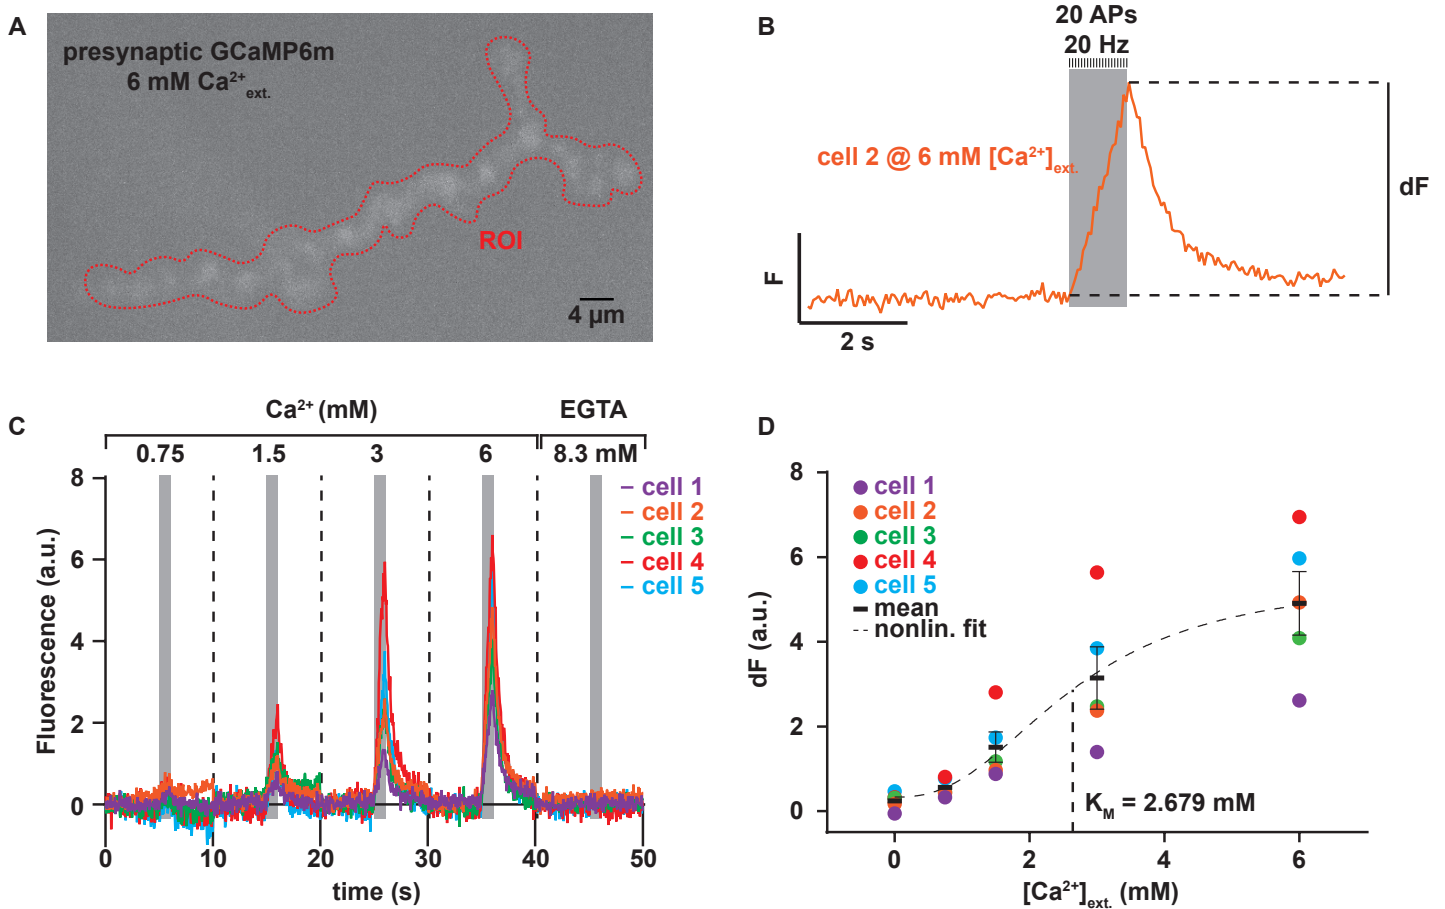 A
presynaptic GCaMP6m
6 mM Ca²⁺ext.
ROI
4 µm
B
20 APs
20 Hz
cell 2 @ 6 mM [Ca²⁺]ext.
dF
F
2 s
C
Ca²⁺ (mM)
EGTA
0.75
1.5
3
6
8.3 mM
8
6
4
2
0
Fluorescence (a.u.)
cell 1
cell 2
cell 3
cell 4
cell 5
0
10
20
30
40
50
time (s)
D
8
6
4
2
0
dF (a.u.)
cell 1
cell 2
cell 3
cell 4
cell 5
mean
nonlin. fit
KM = 2.679 mM
0
2
4
6
[Ca²⁺]ext. (mM)